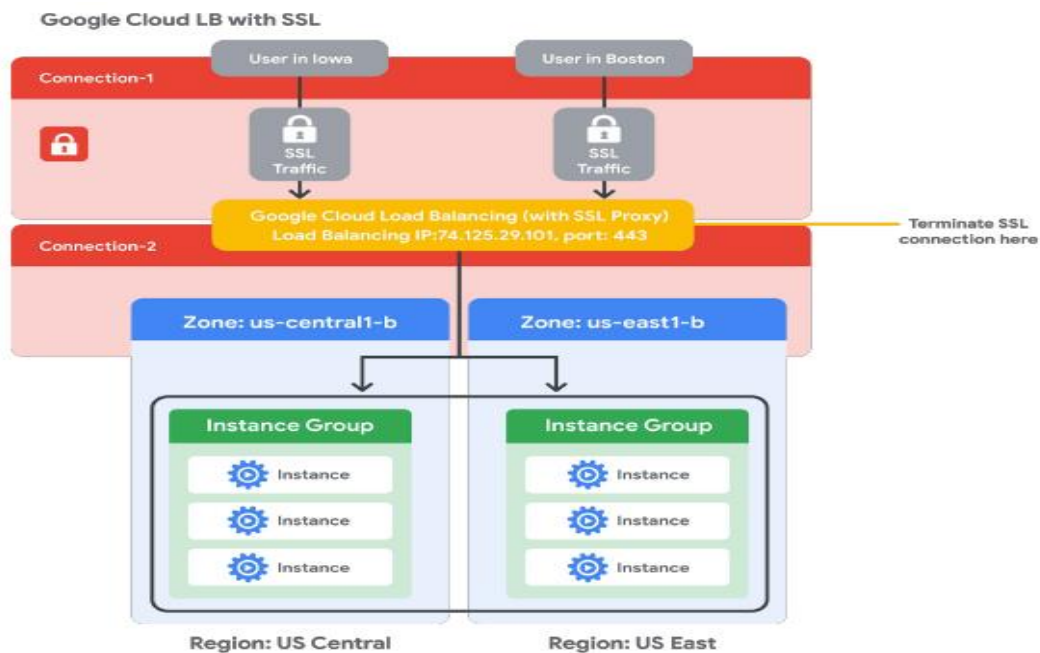 Google Cloud LB with SSL
User in Iowa
User in Boston
Connection-1
SSL
Traffic
SSL
Traffic
Google Cloud Load Balancing (with SSL Proxy)
Load Balancing IP:74.125.29.101, port: 443
Terminate SSL
connection here
Connection-2
Zone: us-central1-b
Zone: us-east1-b
Instance Group
Instance
Instance
Instance
Instance Group
Instance
Instance
Instance
Region: US Central
Region: US East